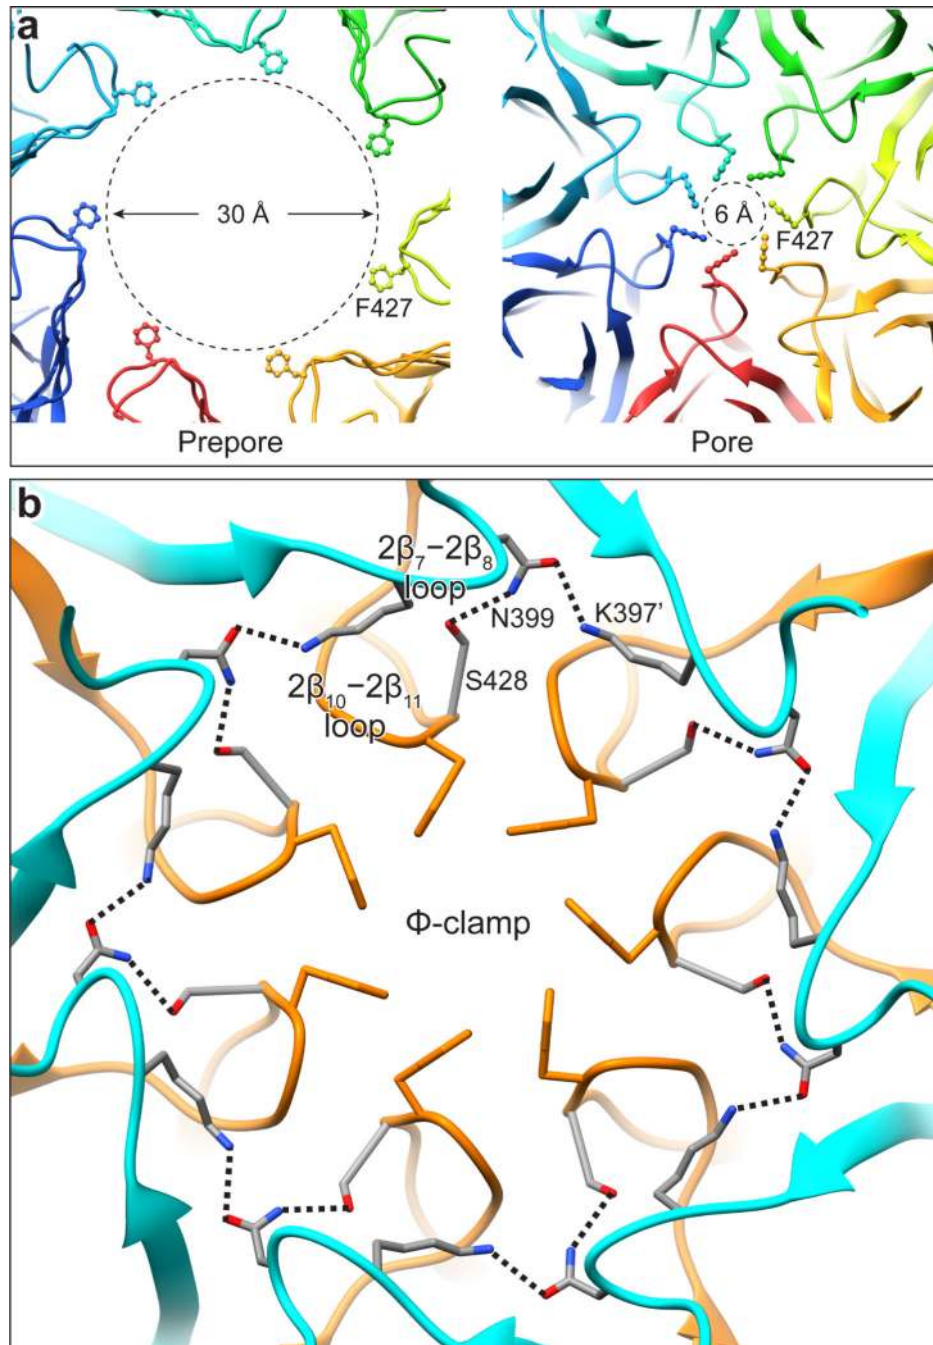 a
30 Å
6 Å
F427
F427
Prepore
Pore
b
2β₇−2β₈
loop
N399
K397’
S428
2β₁₀−2β₁₁
loop
Φ-clamp